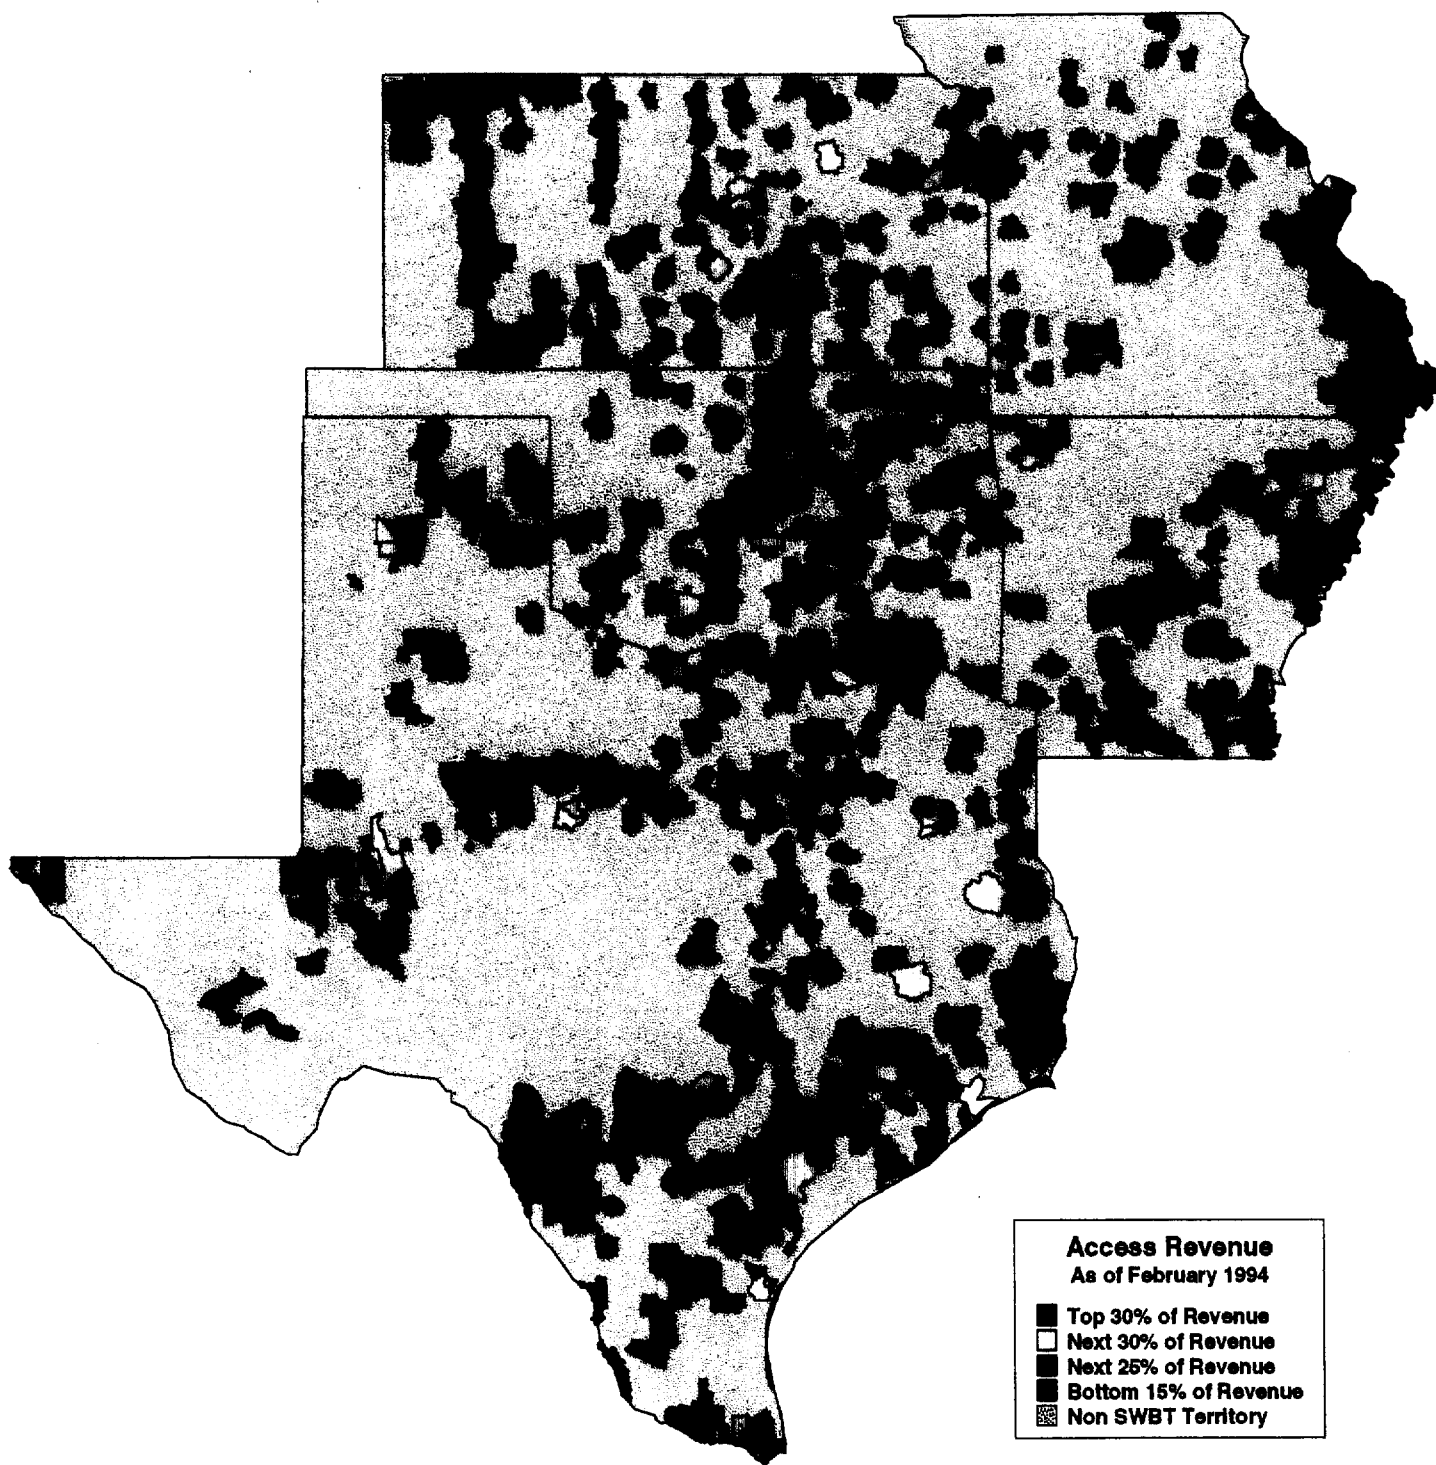 Access Revenue
As of February 1994
Top 30% of Revenue
Next 30% of Revenue
Next 25% of Revenue
Bottom 15% of Revenue
Non SWBT Territory